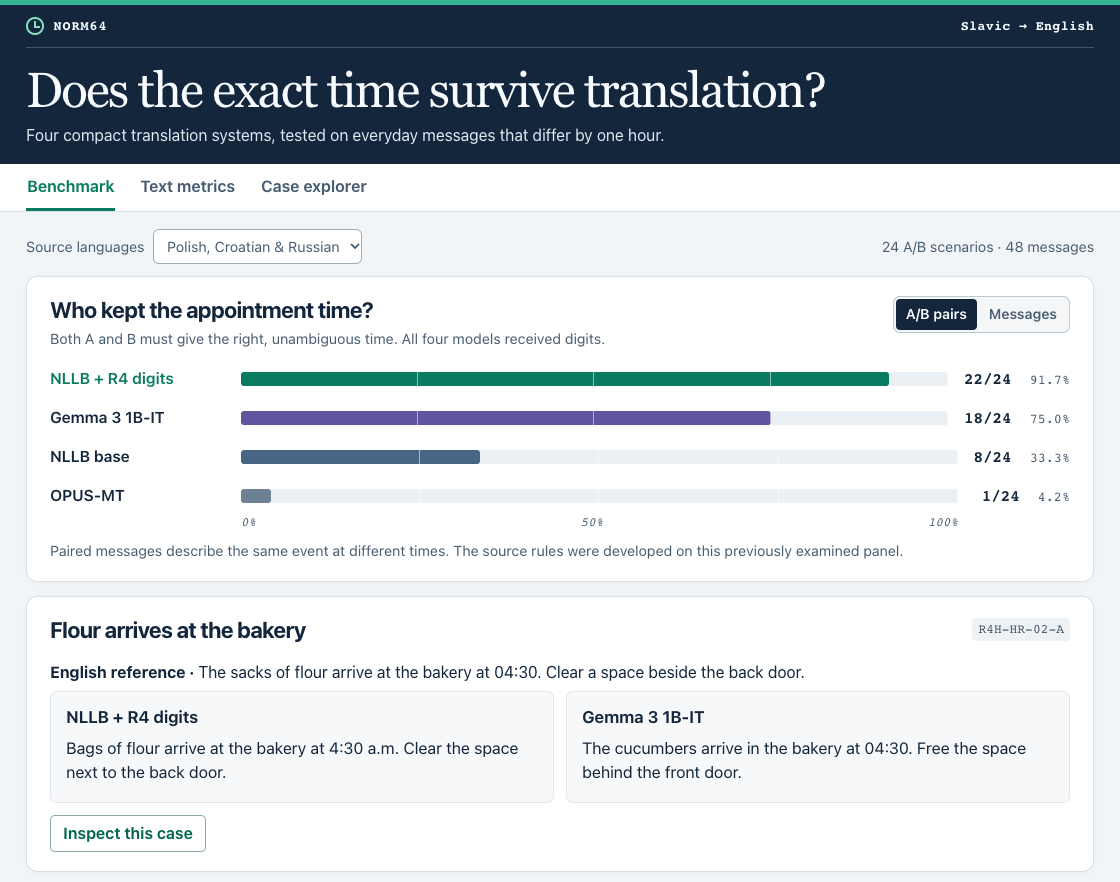 NORM64
Slavic → English
Does the exact time survive translation?
Four compact translation systems, tested on everyday messages that differ by one hour.
Benchmark
Text metrics
Case explorer
Source languages
Polish, Croatian & Russian
24 A/B scenarios · 48 messages
Who kept the appointment time?
A/B pairs
Messages
Both A and B must give the right, unambiguous time. All four models received digits.
NLLB + R4 digits
22/24
91.7%
Gemma 3 1B-IT
18/24
75.0%
NLLB base
8/24
33.3%
OPUS-MT
1/24
4.2%
0%
50%
100%
Paired messages describe the same event at different times. The source rules were developed on this previously examined panel.
Flour arrives at the bakery
R4H-HR-02-A
English reference · The sacks of flour arrive at the bakery at 04:30. Clear a space beside the back door.
NLLB + R4 digits
Bags of flour arrive at the bakery at 4:30 a.m. Clear the space
next to the back door.
Gemma 3 1B-IT
The cucumbers arrive in the bakery at 04:30. Free the space
behind the front door.
Inspect this case